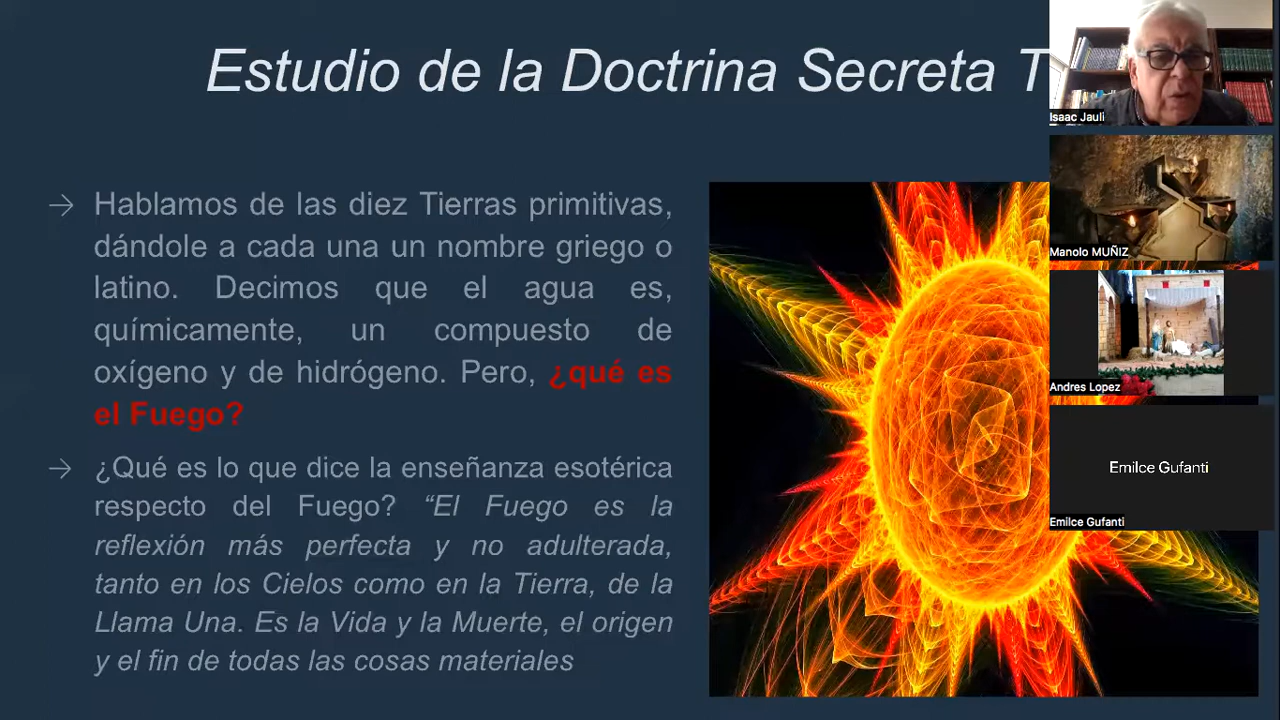 Estudio de la Doctrina Secreta T
Hablamos de las diez Tierras primitivas,
dándole a cada una un nombre griego o
latino. Decimos que el agua es,
químicamente, un compuesto de
oxígeno y de hidrógeno. Pero, ¿qué es
el Fuego?
¿Qué es lo que dice la enseñanza esotérica
respecto del Fuego? “El Fuego es la
reflexión más perfecta y no adulterada,
tanto en los Cielos como en la Tierra, de la
Llama Una. Es la Vida y la Muerte, el origen
y el fin de todas las cosas materiales
Isaac Jauli
Manolo MUÑIZ
Andres Lopez
Emilce Gufanti
Emilce Gufanti